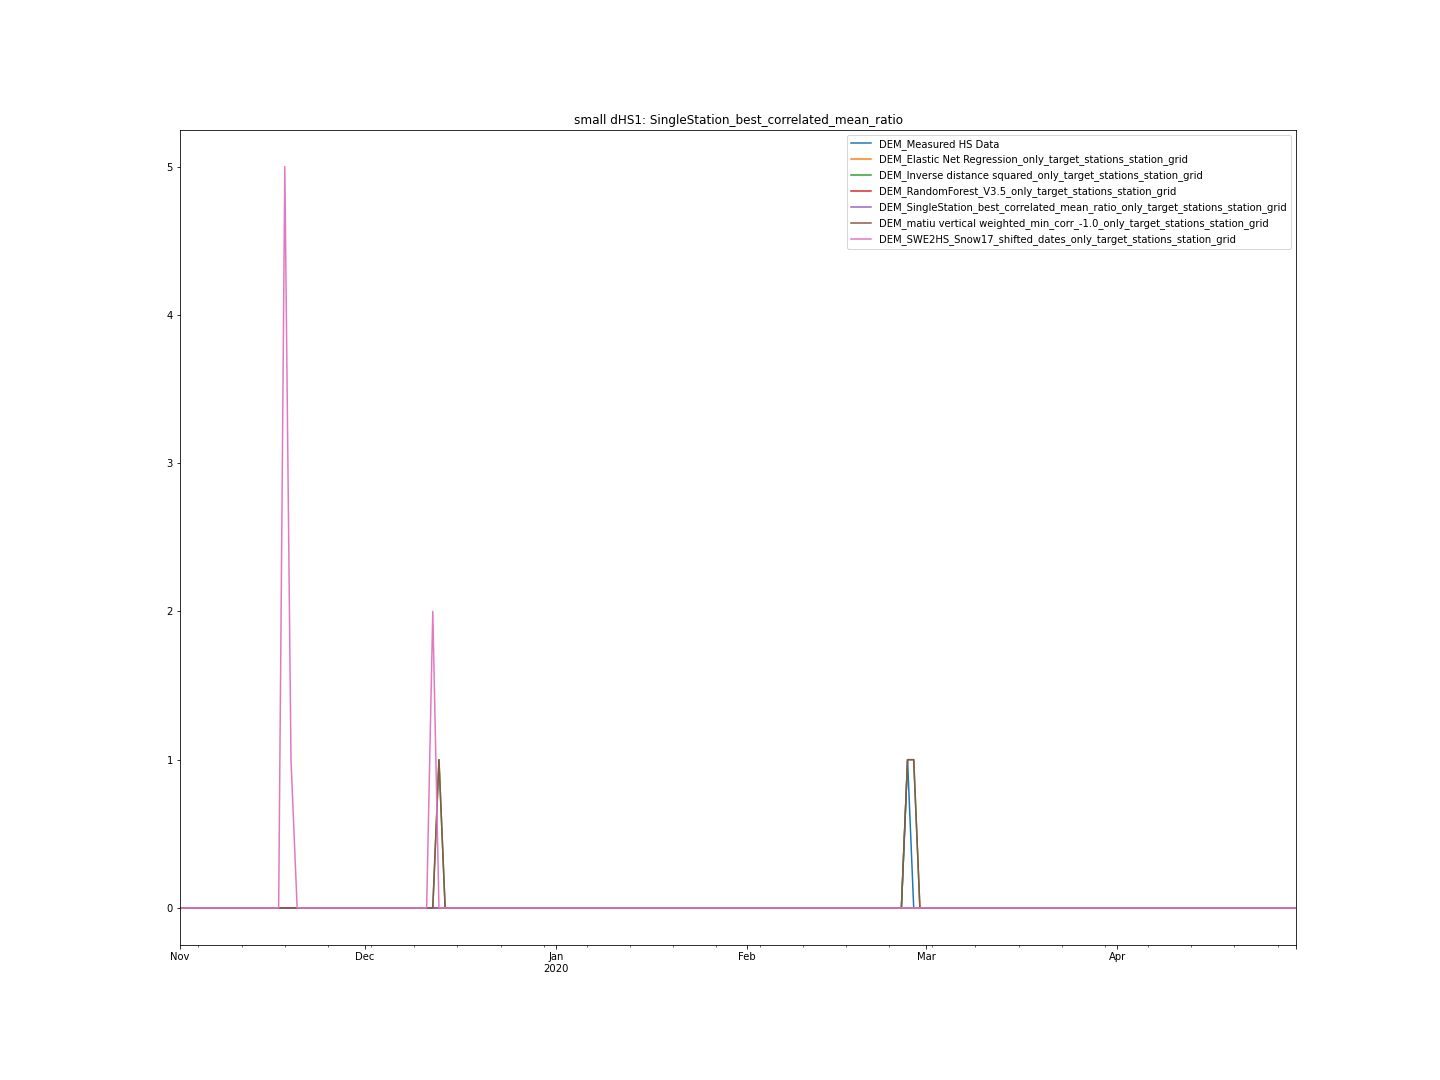 small dHS1: SingleStation_best_correlated_mean_ratio
DEM_Measured HS Data
DEM_Elastic Net Regression_only_target_stations_station_grid
DEM_Inverse distance squared_only_target_stations_station_grid
DEM_RandomForest_V3.5_only_target_stations_station_grid
DEM_SingleStation_best_correlated_mean_ratio_only_target_stations_station_grid
DEM_matiu vertical weighted_min_corr_-1.0_only_target_stations_station_grid
DEM_SWE2HS_Snow17_shifted_dates_only_target_stations_station_grid
5
4
3
2
1
0
Nov Dec Jan Feb Mar Apr
2020